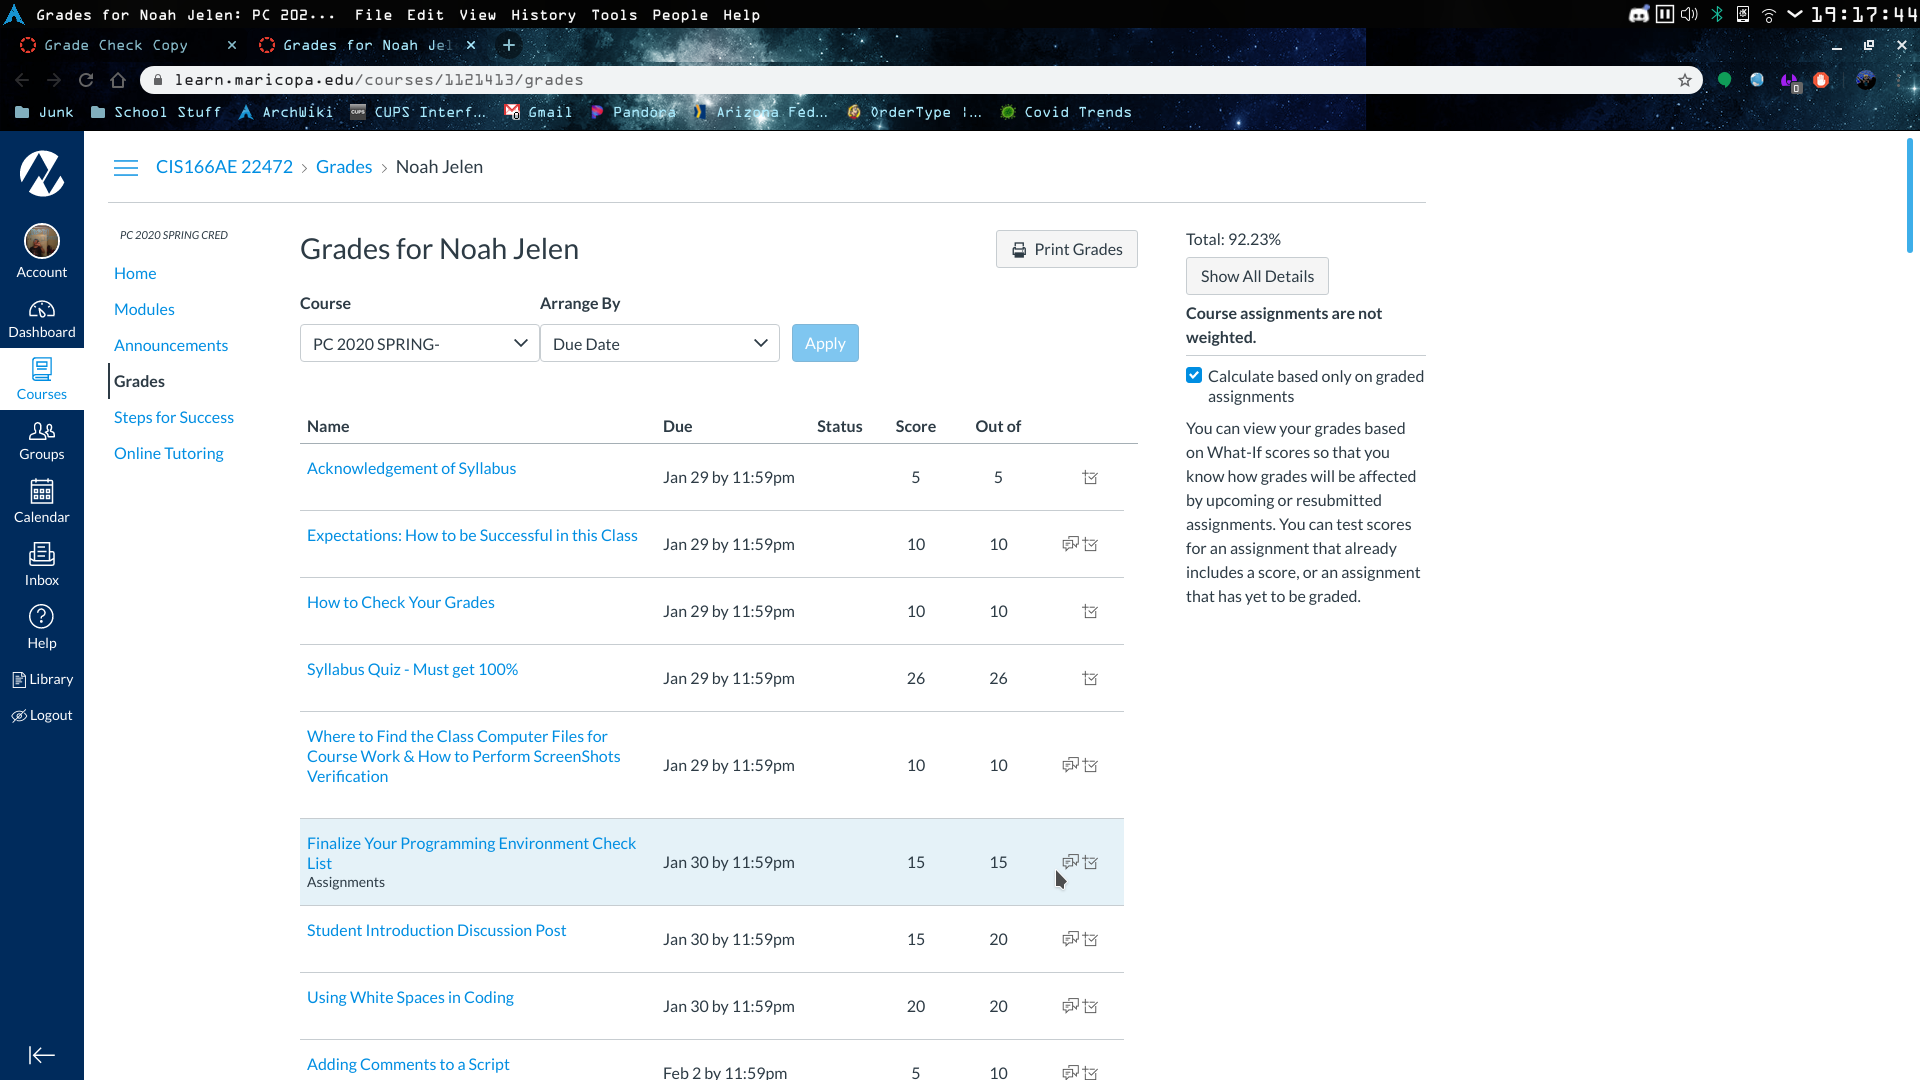 Grades for Noah Jelen: PC 202... File Edit View History Tools People Help 19:17:44
Grade Check Copy Grades for Noah Jel
learn.maricopa.edu/courses/1121413/grades
Junk School Stuff ArchWiki CUPS Interf... Gmail Pandora Arizona Fed... OrderType |... Covid Trends
CIS166AE 22472 › Grades › Noah Jelen
Account
Dashboard
Courses
Groups
Calendar
Inbox
Help
Library
Logout
PC 2020 SPRING CRED
Home
Modules
Announcements
Grades
Steps for Success
Online Tutoring
Grades for Noah Jelen
Print Grades
Course Arrange By
PC 2020 SPRING- Due Date Apply
Name Due Status Score Out of
Acknowledgement of Syllabus Jan 29 by 11:59pm 5 5
Expectations: How to be Successful in this Class Jan 29 by 11:59pm 10 10
How to Check Your Grades Jan 29 by 11:59pm 10 10
Syllabus Quiz - Must get 100% Jan 29 by 11:59pm 26 26
Where to Find the Class Computer Files for
Course Work & How to Perform ScreenShots
Verification
Jan 29 by 11:59pm 10 10
Finalize Your Programming Environment Check
List
Assignments
Jan 30 by 11:59pm 15 15
Student Introduction Discussion Post Jan 30 by 11:59pm 15 20
Using White Spaces in Coding Jan 30 by 11:59pm 20 20
Adding Comments to a Script Feb 2 by 11:59pm 5 10
Total: 92.23%
Show All Details
Course assignments are not
weighted.
Calculate based only on graded
assignments
You can view your grades based
on What-If scores so that you
know how grades will be affected
by upcoming or resubmitted
assignments. You can test scores
for an assignment that already
includes a score, or an assignment
that has yet to be graded.